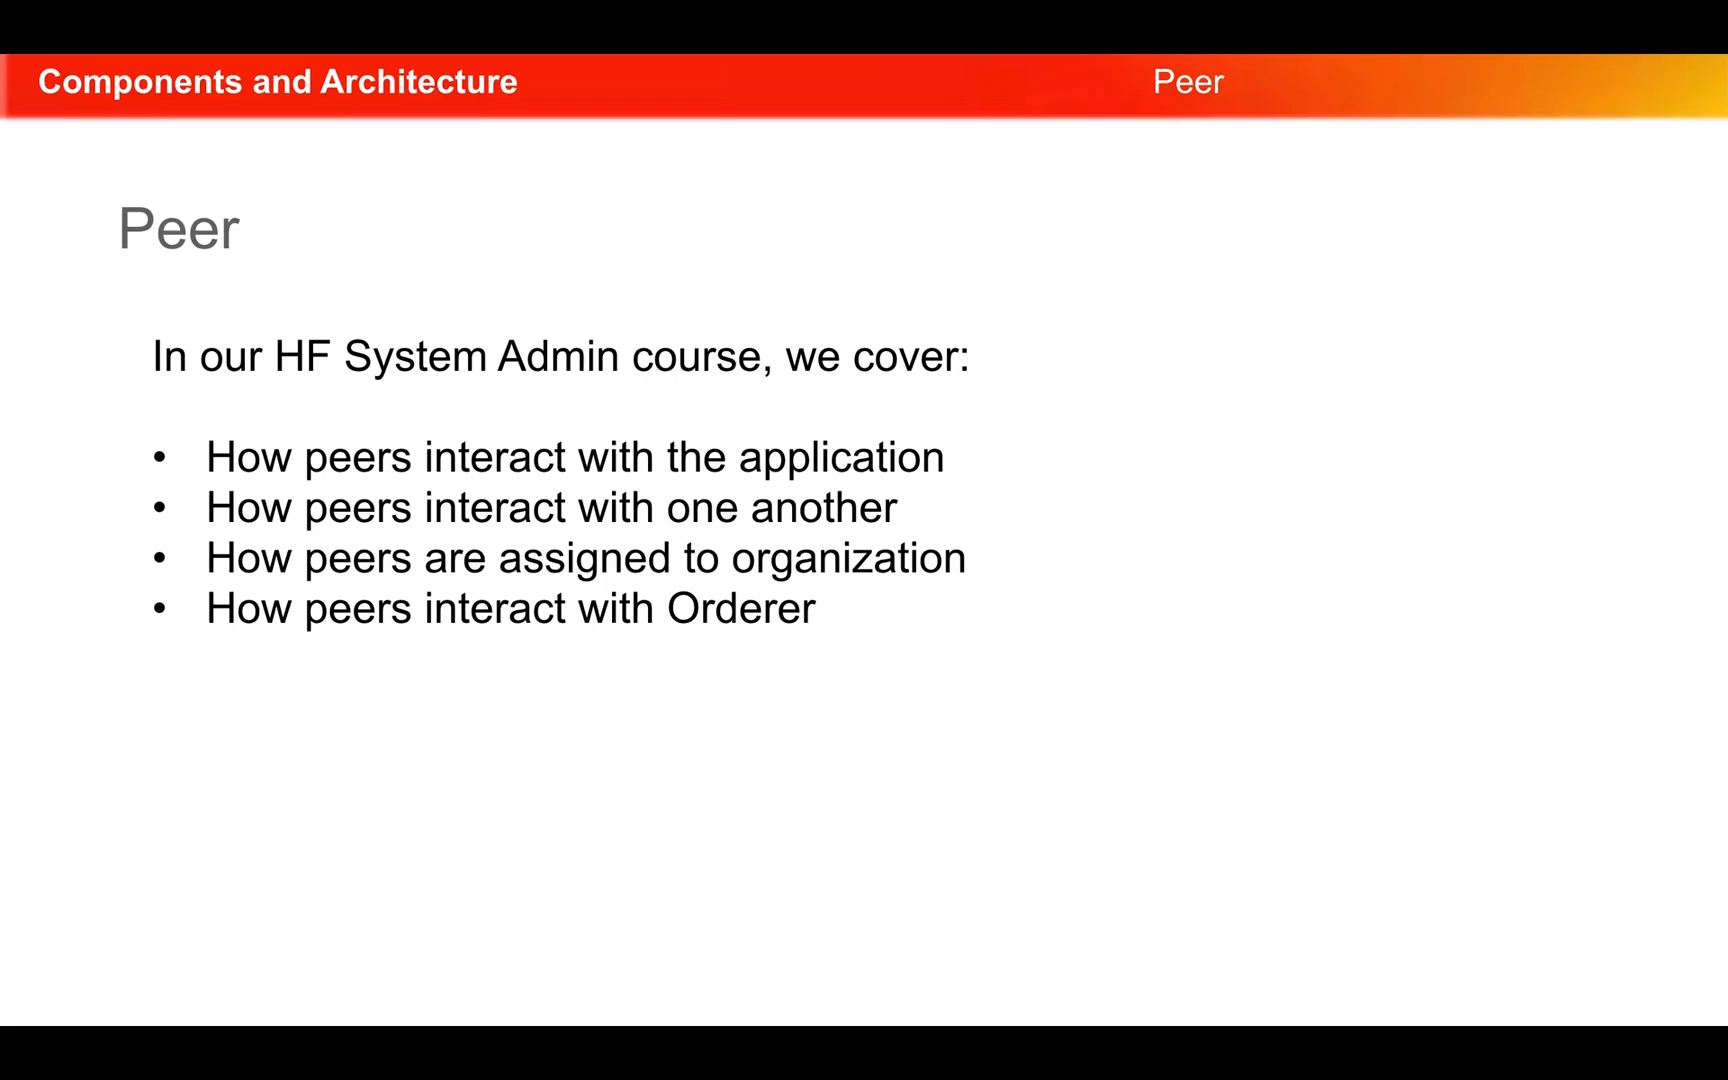 Components and Architecture
Peer
Peer
In our HF System Admin course, we cover:
• How peers interact with the application
• How peers interact with one another
• How peers are assigned to organization
• How peers interact with Orderer